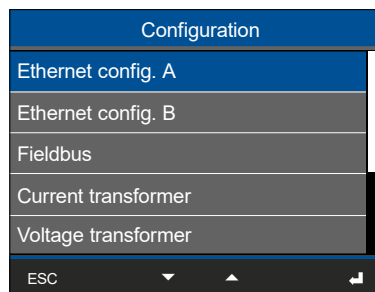 Configuration
Ethernet config. A
Ethernet config. B
Fieldbus
Current transformer
Voltage transformer
ESC